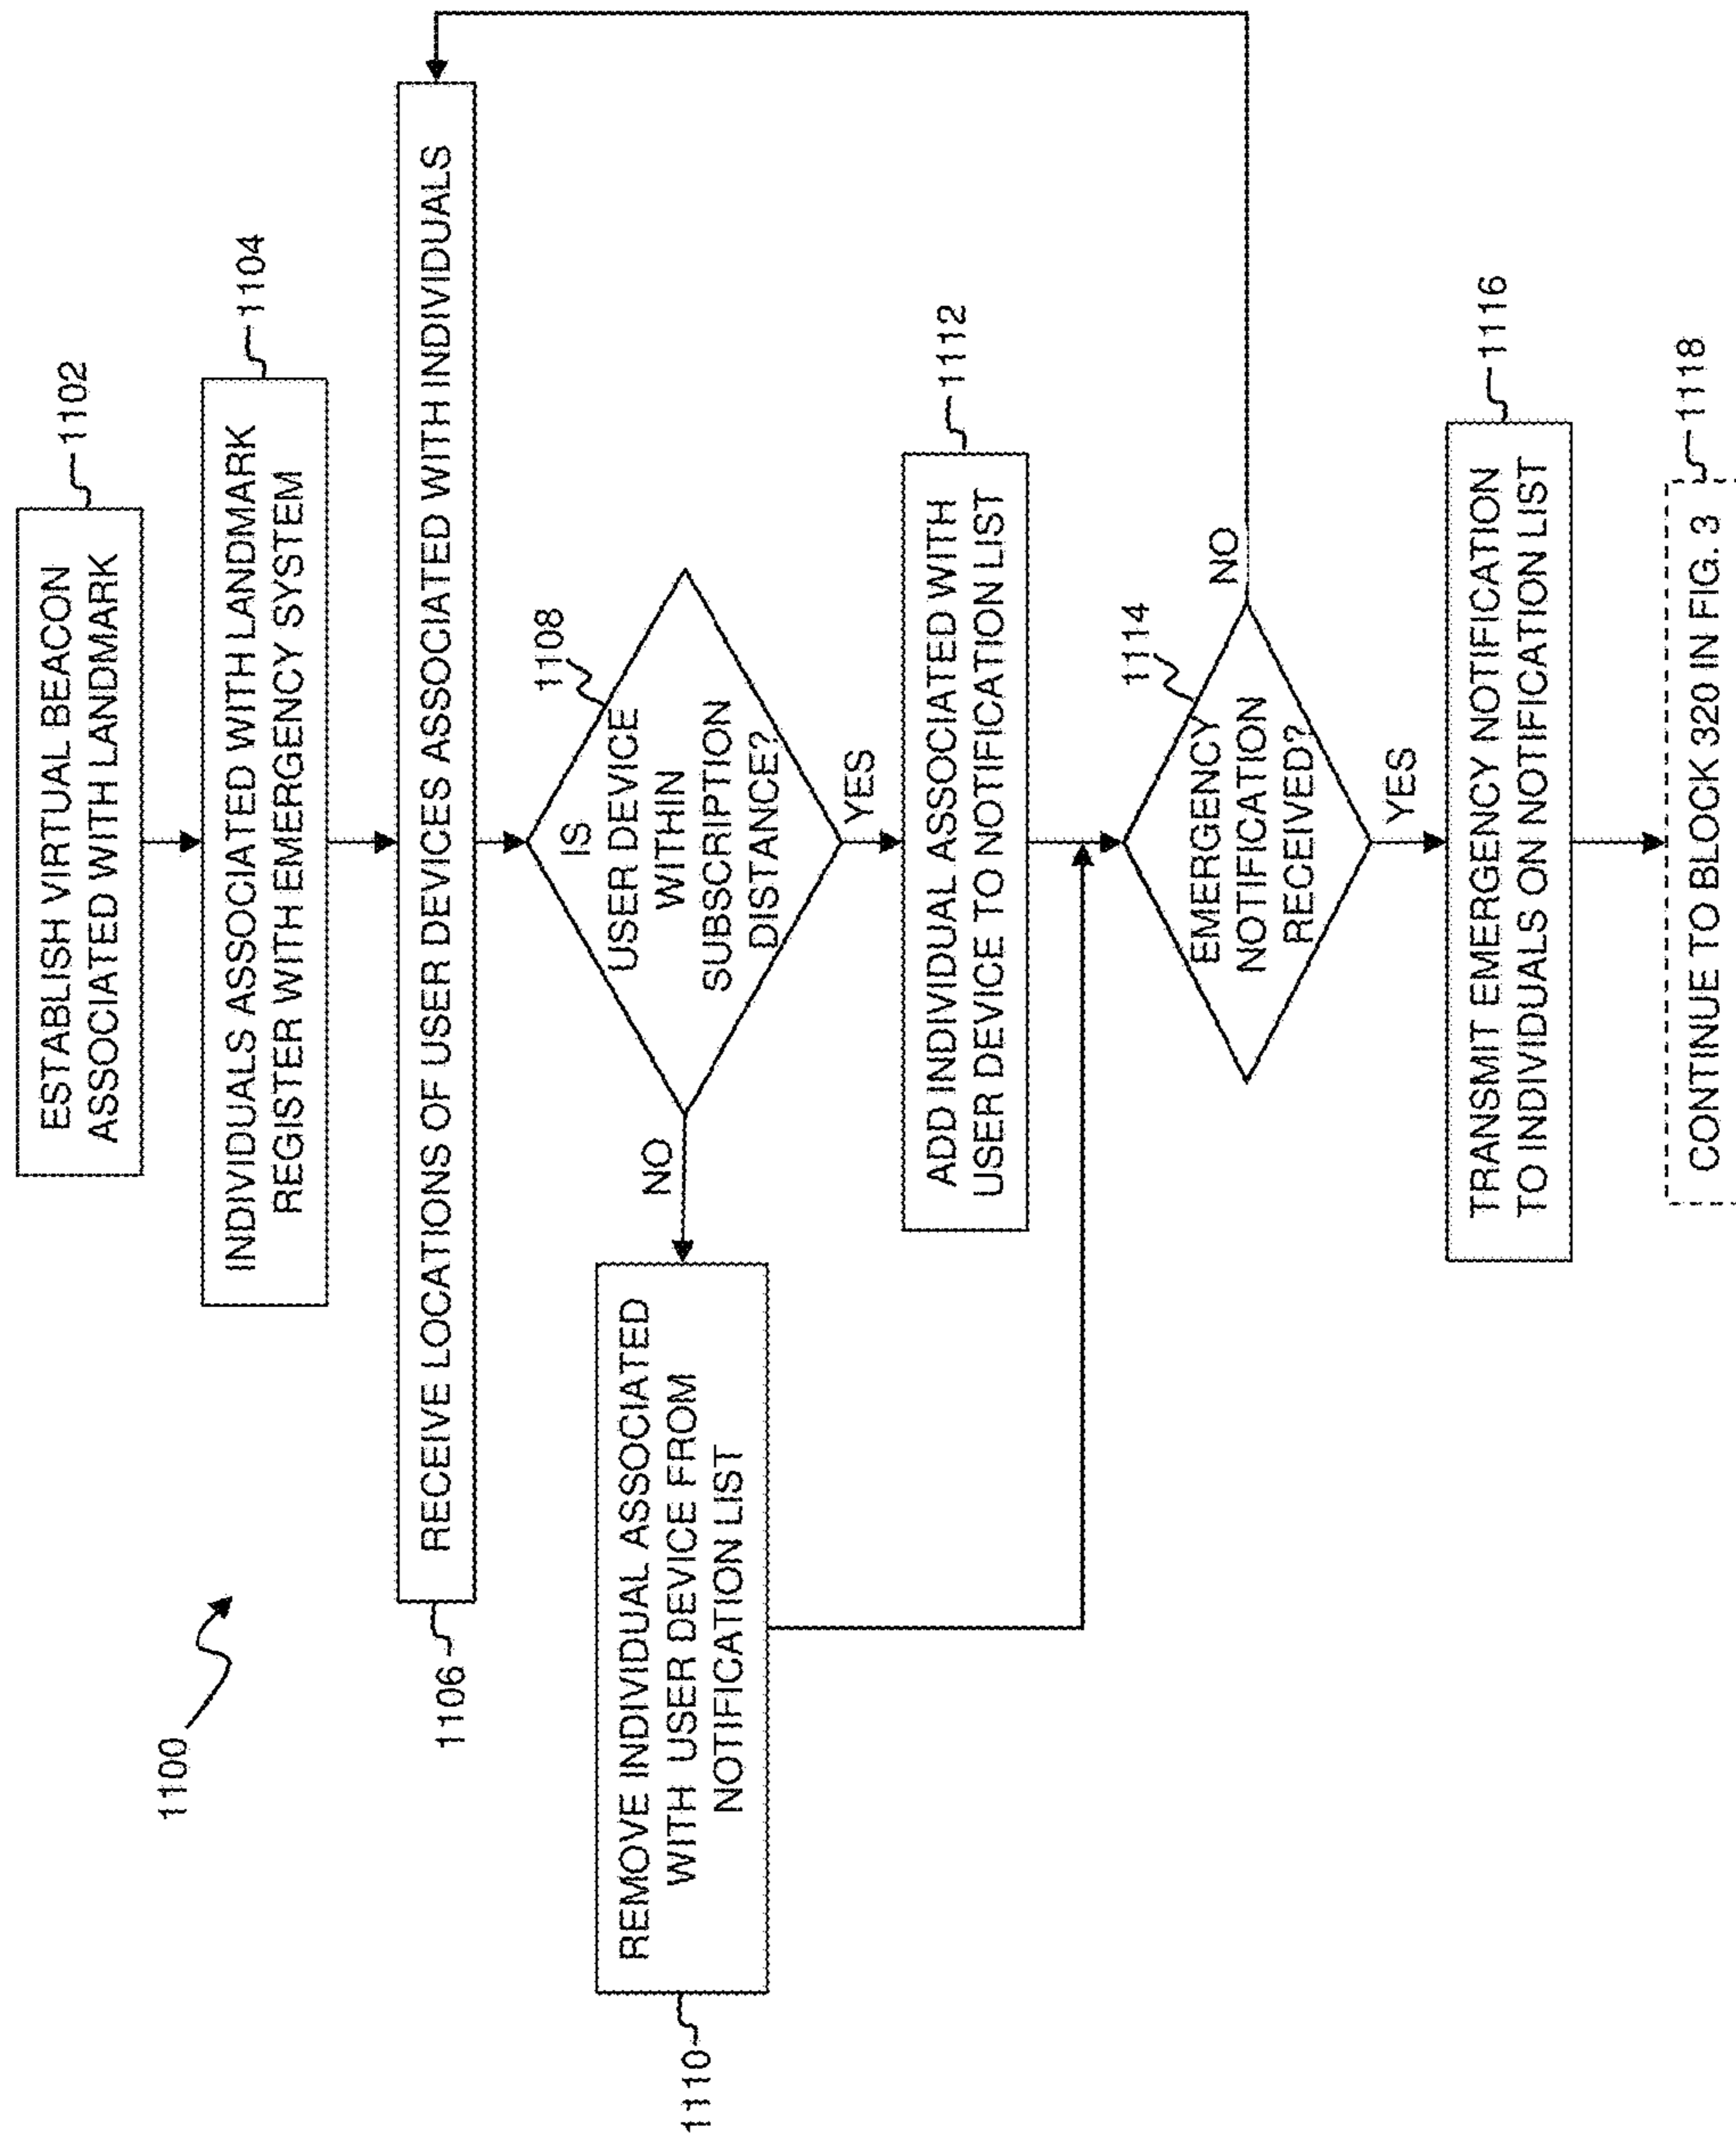 1100
ESTABLISH VIRTUAL BEACON
ASSOCIATED WITH LANDMARK
1102
INDIVIDUALS ASSOCIATED WITH LANDMARK
REGISTER WITH EMERGENCY SYSTEM
1104
RECEIVE LOCATIONS OF USER DEVICES ASSOCIATED WITH INDIVIDUALS
1106
IS
USER DEVICE
WITHIN
SUBSCRIPTION
DISTANCE?
1108
NO
YES
REMOVE INDIVIDUAL ASSOCIATED
WITH USER DEVICE FROM
NOTIFICATION LIST
1110
ADD INDIVIDUAL ASSOCIATED WITH
USER DEVICE TO NOTIFICATION LIST
1112
EMERGENCY
NOTIFICATION
RECEIVED?
1114
NO
YES
TRANSMIT EMERGENCY NOTIFICATION
TO INDIVIDUALS ON NOTIFICATION LIST
1116
CONTINUE TO BLOCK 320 IN FIG. 3
1118